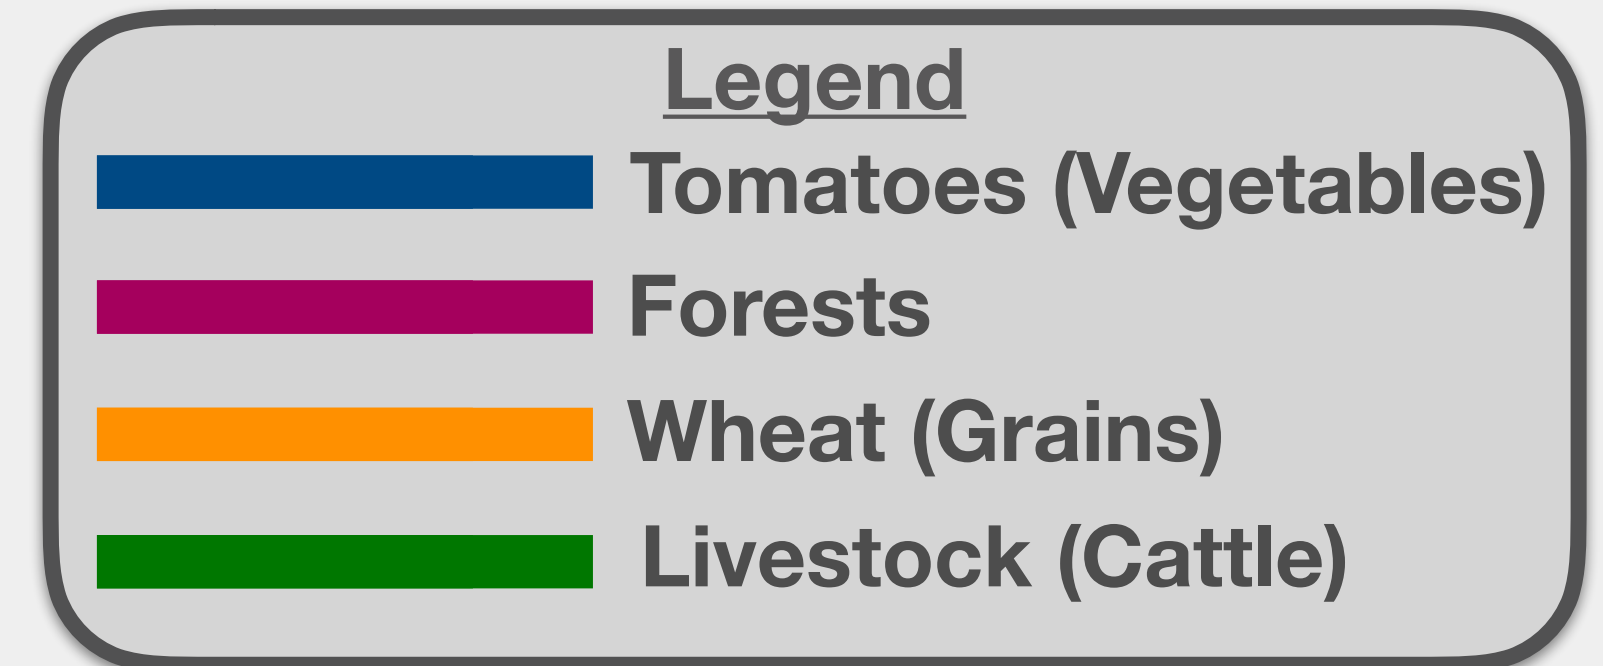 Legend
Tomatoes (Vegetables)
Forests
Wheat (Grains)
Livestock (Cattle)